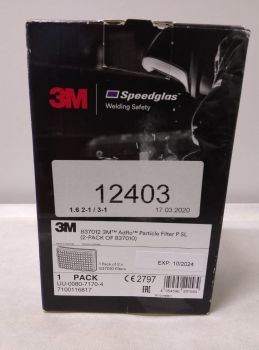 3M
Speedglas™
Welding Safety
12403
1.6 2-1 / 3-1
17.03.2020
3M
837012 3M™ Adflo™ Particle Filter P SL
(2-PACK OF 837010)
1 Pack of 2 x
837010 filters
EXP: 10/2024
1 PACK
UU-0080-7170-4
7100116817
EAC
CE 2797